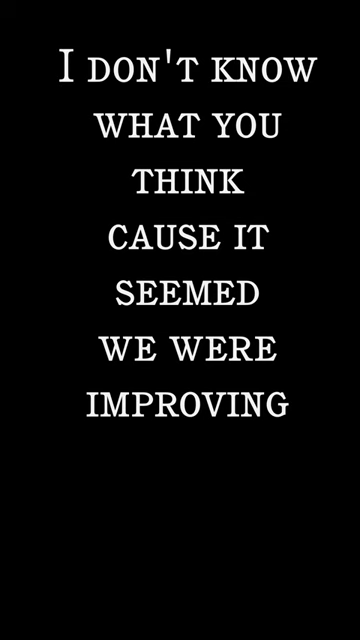 I don't know
what you
think
cause it
seemed
we were
improving